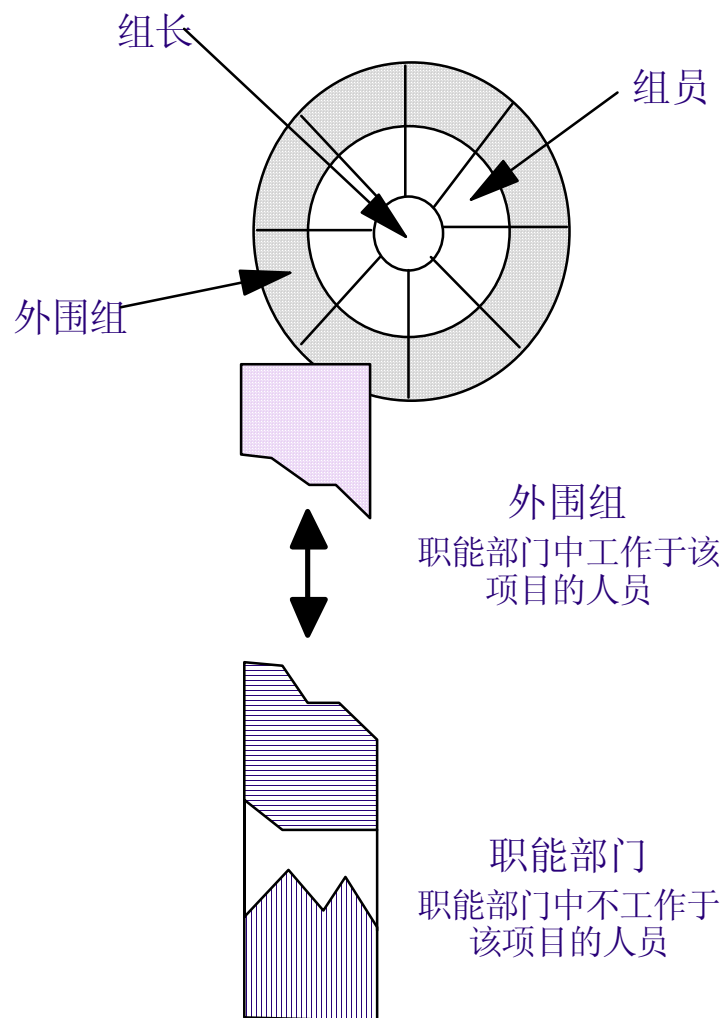 组长
组员
外围组
外围组
职能部门中工作于该
项目的人员
职能部门
职能部门中不工作于
该项目的人员